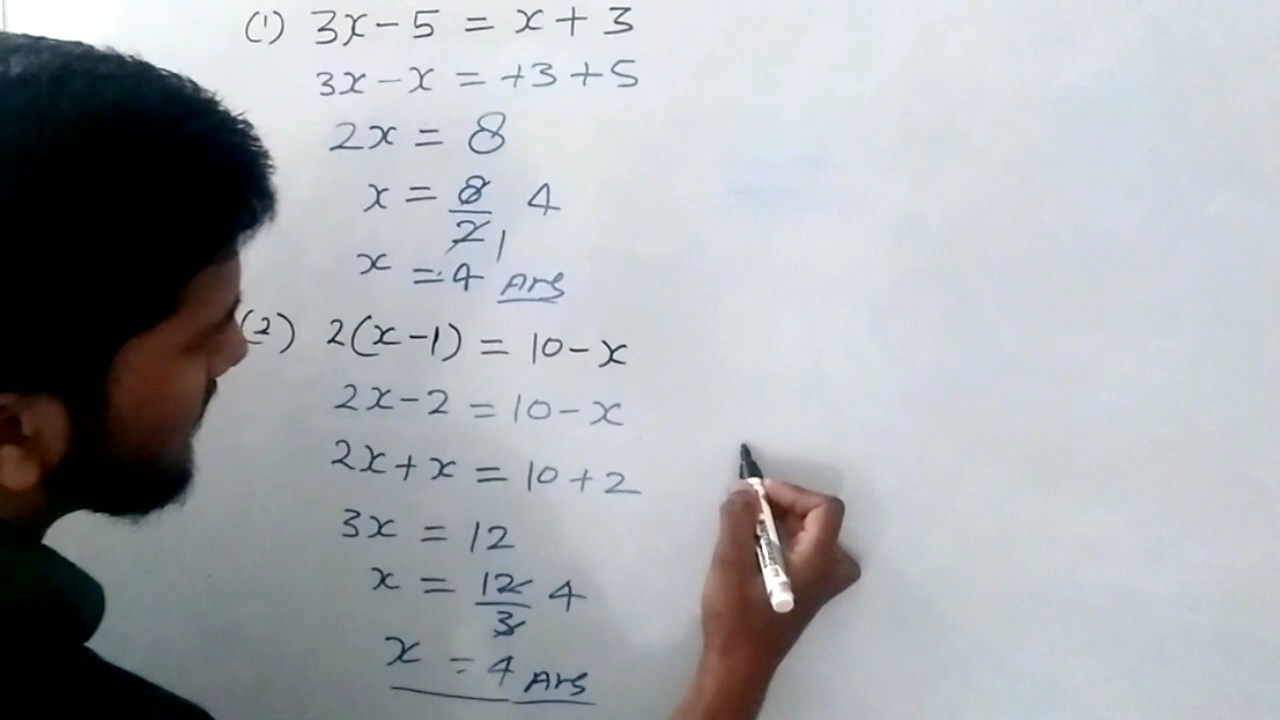 (1) 3x - 5 = x + 3
3x - x = +3 + 5
2x = 8
x = 8/2 4 1
x = 4 Ans
(2) 2(x - 1) = 10 - x
2x - 2 = 10 - x
2x + x = 10 + 2
3x = 12
x = 12/3 4
x = 4 Ans